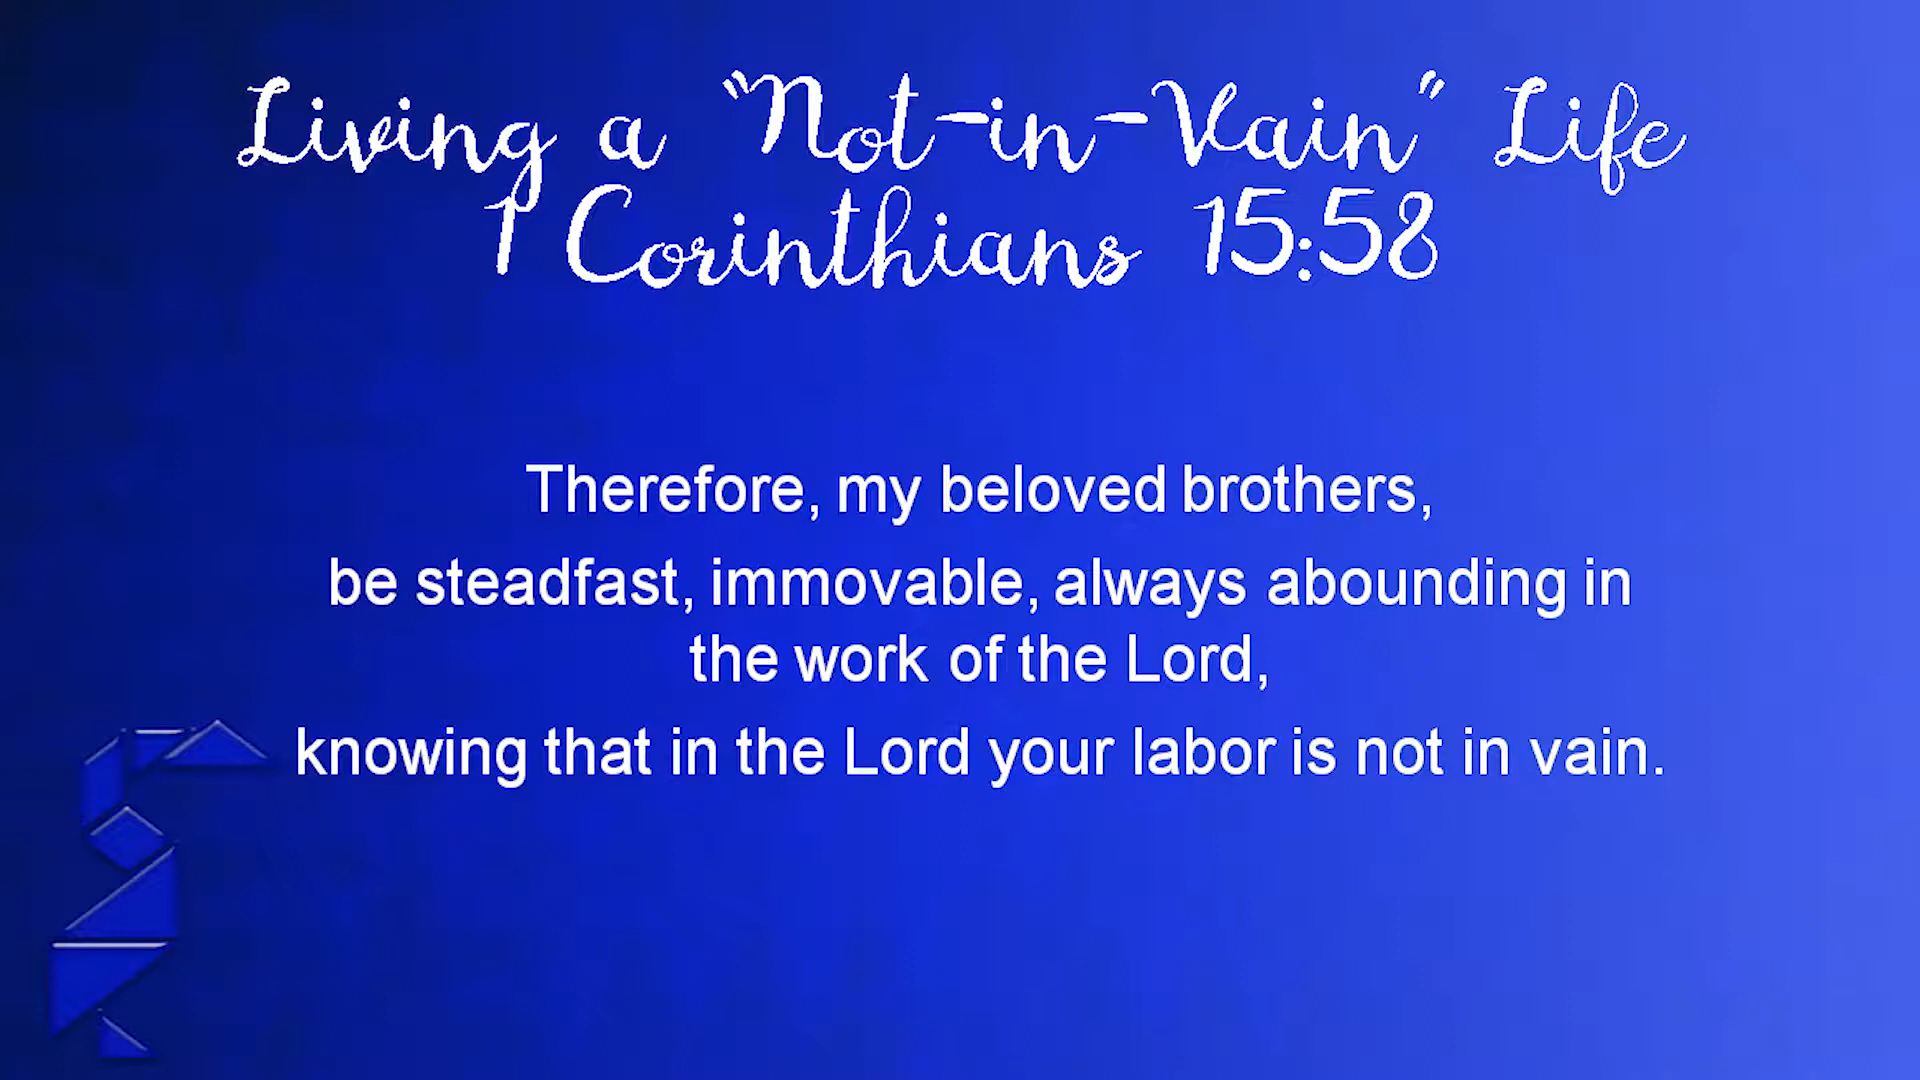 Living a "Not-in-Vain" Life
1 Corinthians 15:58
Therefore, my beloved brothers,
be steadfast, immovable, always abounding in
the work of the Lord,
knowing that in the Lord your labor is not in vain.